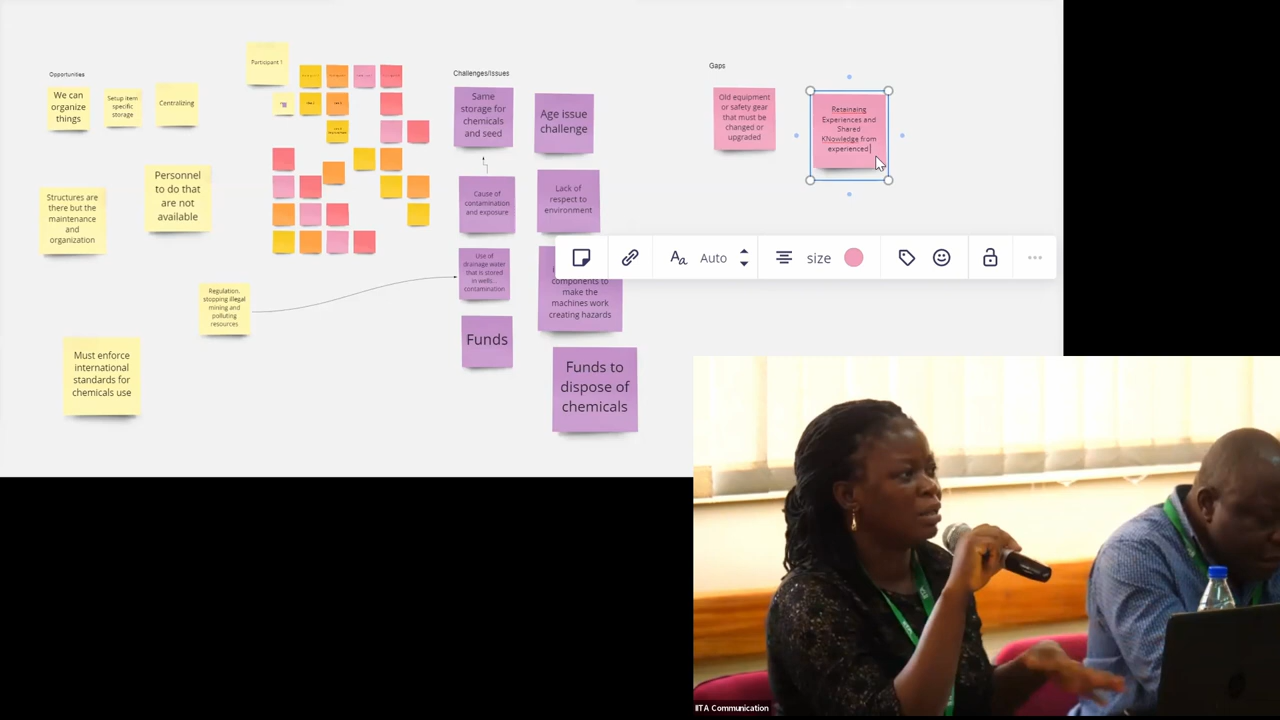 Opportunities
We can
organize
things
Setup item
specific
storage
Centralizing
Structures are
there but the
maintenance
and
organization
Personnel
to do that
are not
available
Regulation,
stopping illegal
mining and
polluting
resources
Must enforce
international
standards for
chemicals use
Participant 1
Challenges/Issues
Same
storage for
chemicals
and seed
Age issue
challenge
Cause of
contamination
and exposure
Lack of
respect to
environment
Use of
drainage water
that is stored
in wells...
contamination
components to
make the
machines work
creating hazards
Funds
Funds to
dispose of
chemicals
Gaps
Old equipment
or safety gear
that must be
changed or
upgraded
Retainaing
Experiences and
Shared
KNowledge from
experienced
Aa
Auto
size
IITA Communication